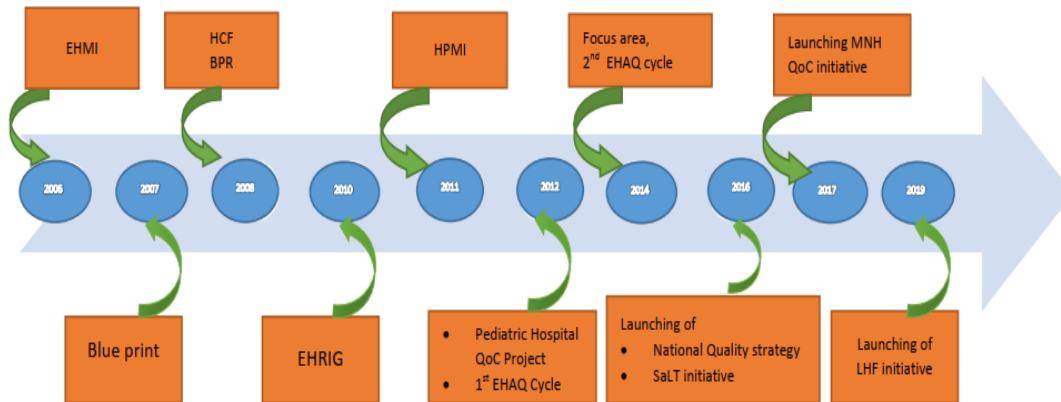 EHMI
HCF
BPR
HPMI
Focus area,
2nd EHAQ cycle
Launching MNH
QoC initiative
2006
2007
2008
2010
2011
2012
2014
2016
2017
2019
Blue print
EHRIG
• Pediatric Hospital
QoC Project
• 1st EHAQ Cycle
Launching of
• National Quality strategy
• SaLT initiative
Launching of
LHF initiative